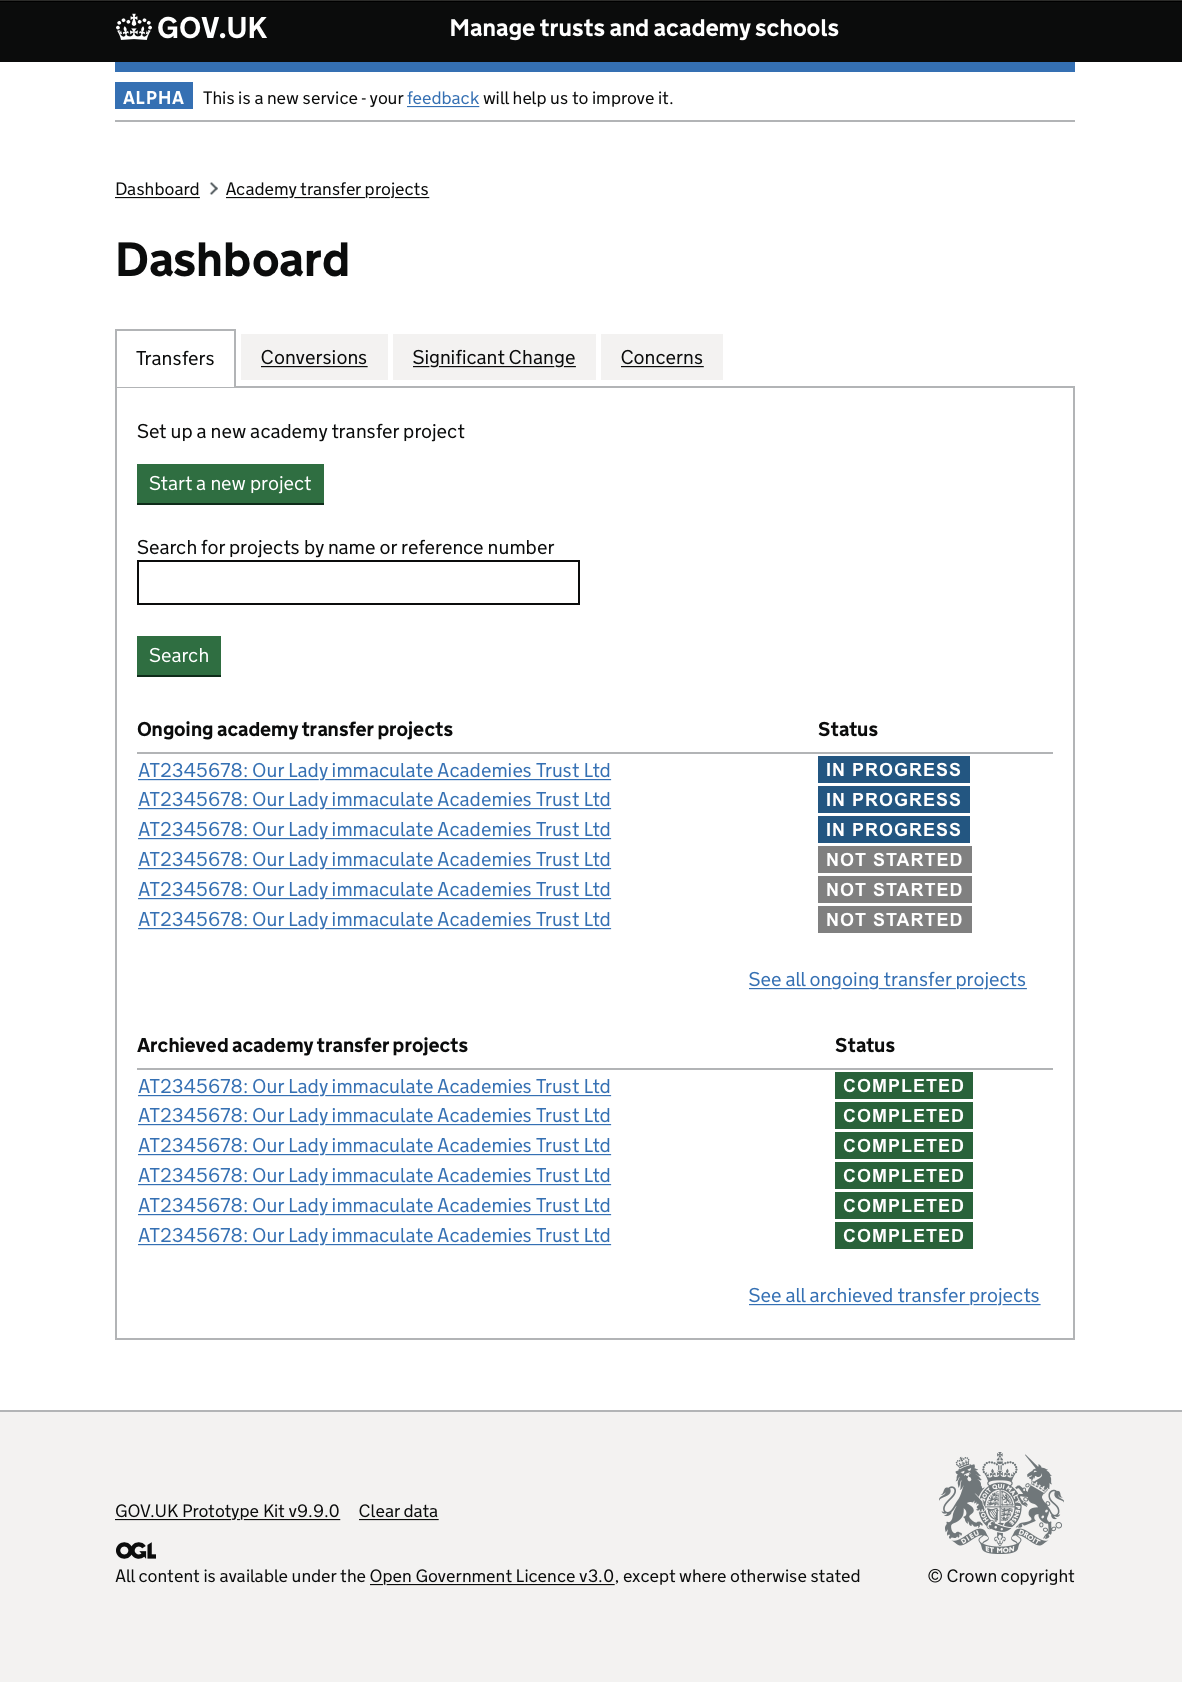 GOV.UK Manage trusts and academy schools
ALPHA This is a new service - your feedback will help us to improve it.
Dashboard Academy transfer projects
Dashboard
Transfers Conversions Significant Change Concerns
Set up a new academy transfer project
Start a new project
Search for projects by name or reference number
Search
Ongoing academy transfer projects Status
AT2345678: Our Lady immaculate Academies Trust Ltd IN PROGRESS
AT2345678: Our Lady immaculate Academies Trust Ltd IN PROGRESS
AT2345678: Our Lady immaculate Academies Trust Ltd IN PROGRESS
AT2345678: Our Lady immaculate Academies Trust Ltd NOT STARTED
AT2345678: Our Lady immaculate Academies Trust Ltd NOT STARTED
AT2345678: Our Lady immaculate Academies Trust Ltd NOT STARTED
See all ongoing transfer projects
Archieved academy transfer projects Status
AT2345678: Our Lady immaculate Academies Trust Ltd COMPLETED
AT2345678: Our Lady immaculate Academies Trust Ltd COMPLETED
AT2345678: Our Lady immaculate Academies Trust Ltd COMPLETED
AT2345678: Our Lady immaculate Academies Trust Ltd COMPLETED
AT2345678: Our Lady immaculate Academies Trust Ltd COMPLETED
AT2345678: Our Lady immaculate Academies Trust Ltd COMPLETED
See all archieved transfer projects
GOV.UK Prototype Kit v9.9.0 Clear data
DIEU ET MON DROIT
OGL
All content is available under the Open Government Licence v3.0, except where otherwise stated © Crown copyright